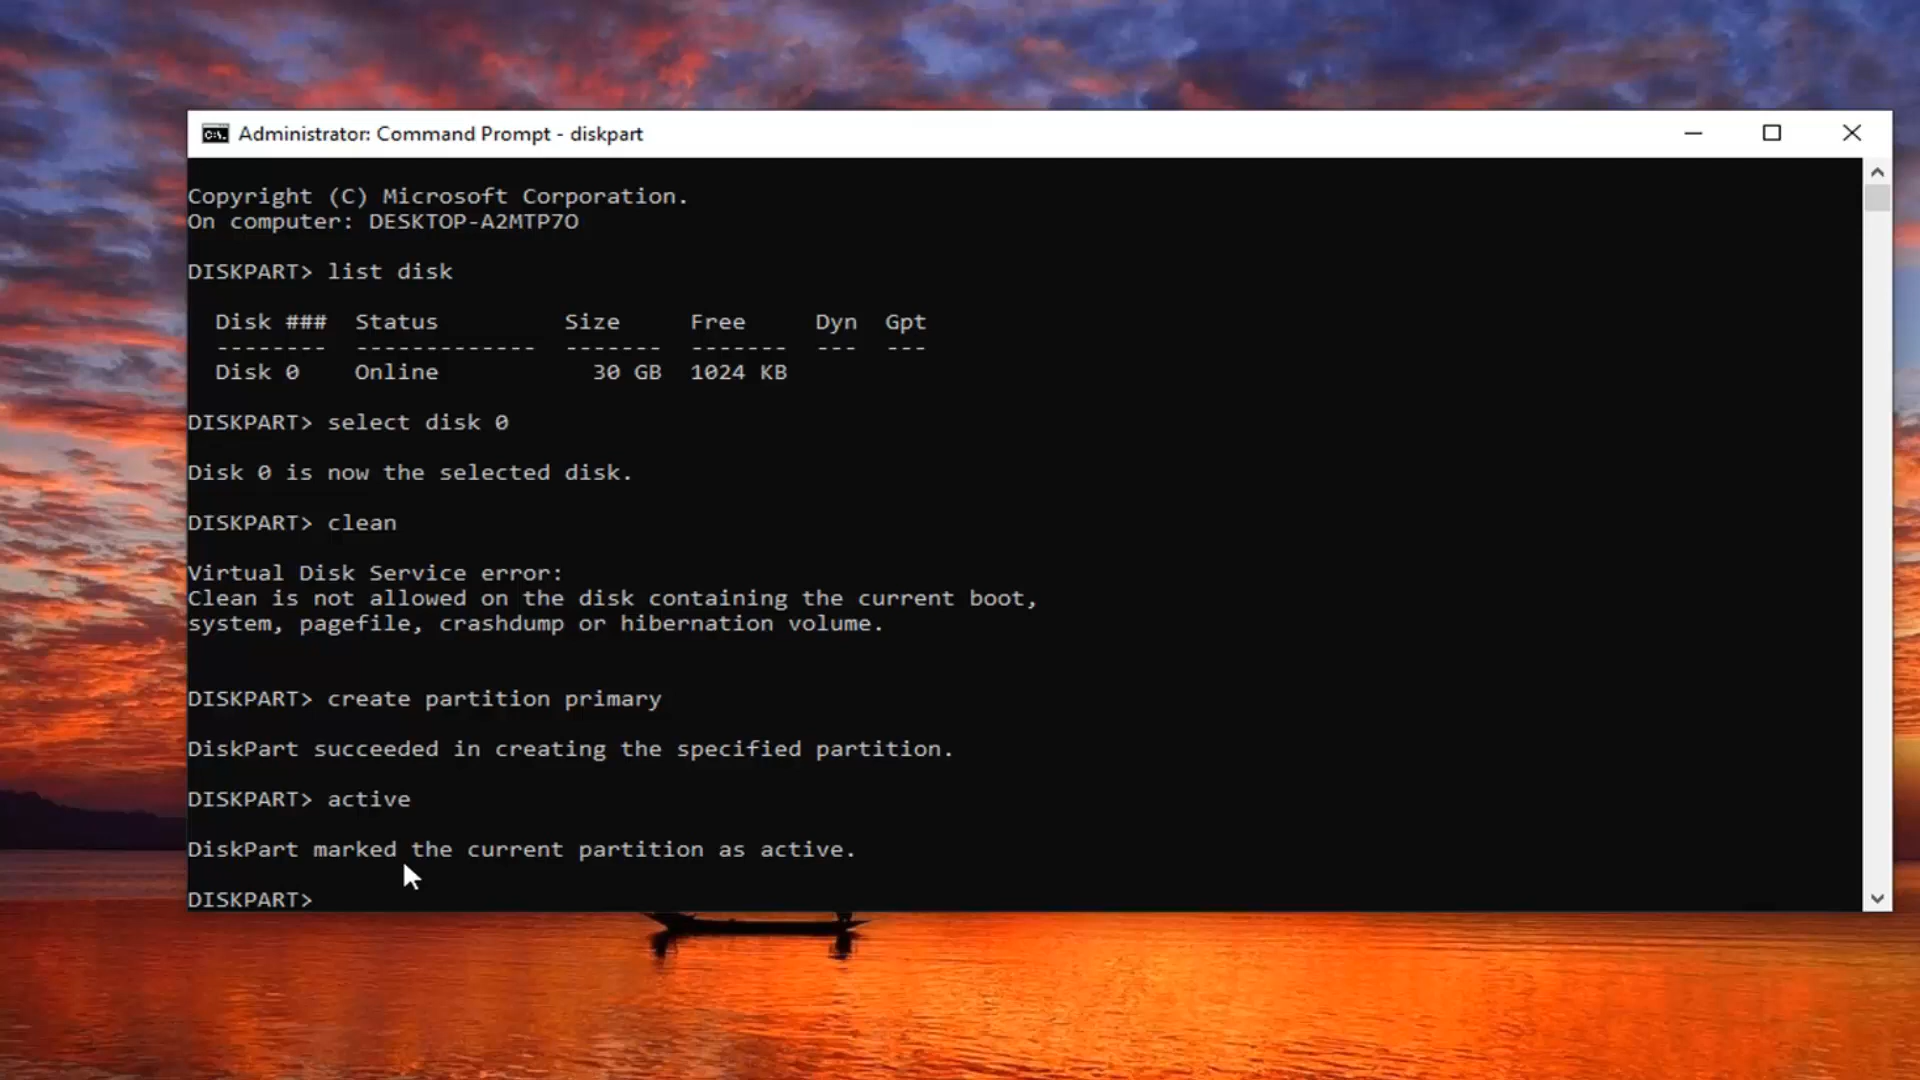 Administrator: Command Prompt - diskpart
Copyright (C) Microsoft Corporation.
On computer: DESKTOP-A2MTP7O
DISKPART> list disk
Disk ###  Status         Size     Free     Dyn  Gpt
--------  -------------  -------  -------  ---  ---
Disk 0    Online           30 GB  1024 KB
DISKPART> select disk 0
Disk 0 is now the selected disk.
DISKPART> clean
Virtual Disk Service error:
Clean is not allowed on the disk containing the current boot,
system, pagefile, crashdump or hibernation volume.
DISKPART> create partition primary
DiskPart succeeded in creating the specified partition.
DISKPART> active
DiskPart marked the current partition as active.
DISKPART>